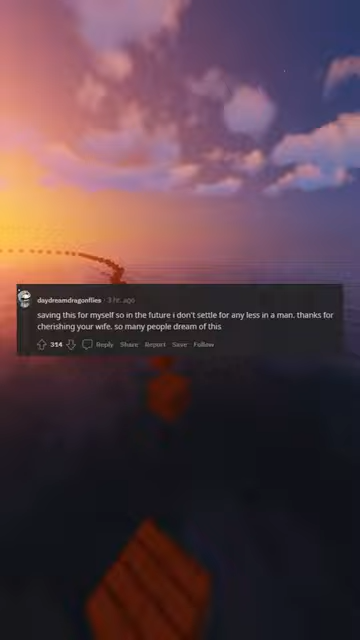 daydreamdragonflies · 3 hr. ago
saving this for myself so in the future i don't settle for any less in a man. thanks for
cherishing your wife. so many people dream of this
314 Reply Share Report Save Follow